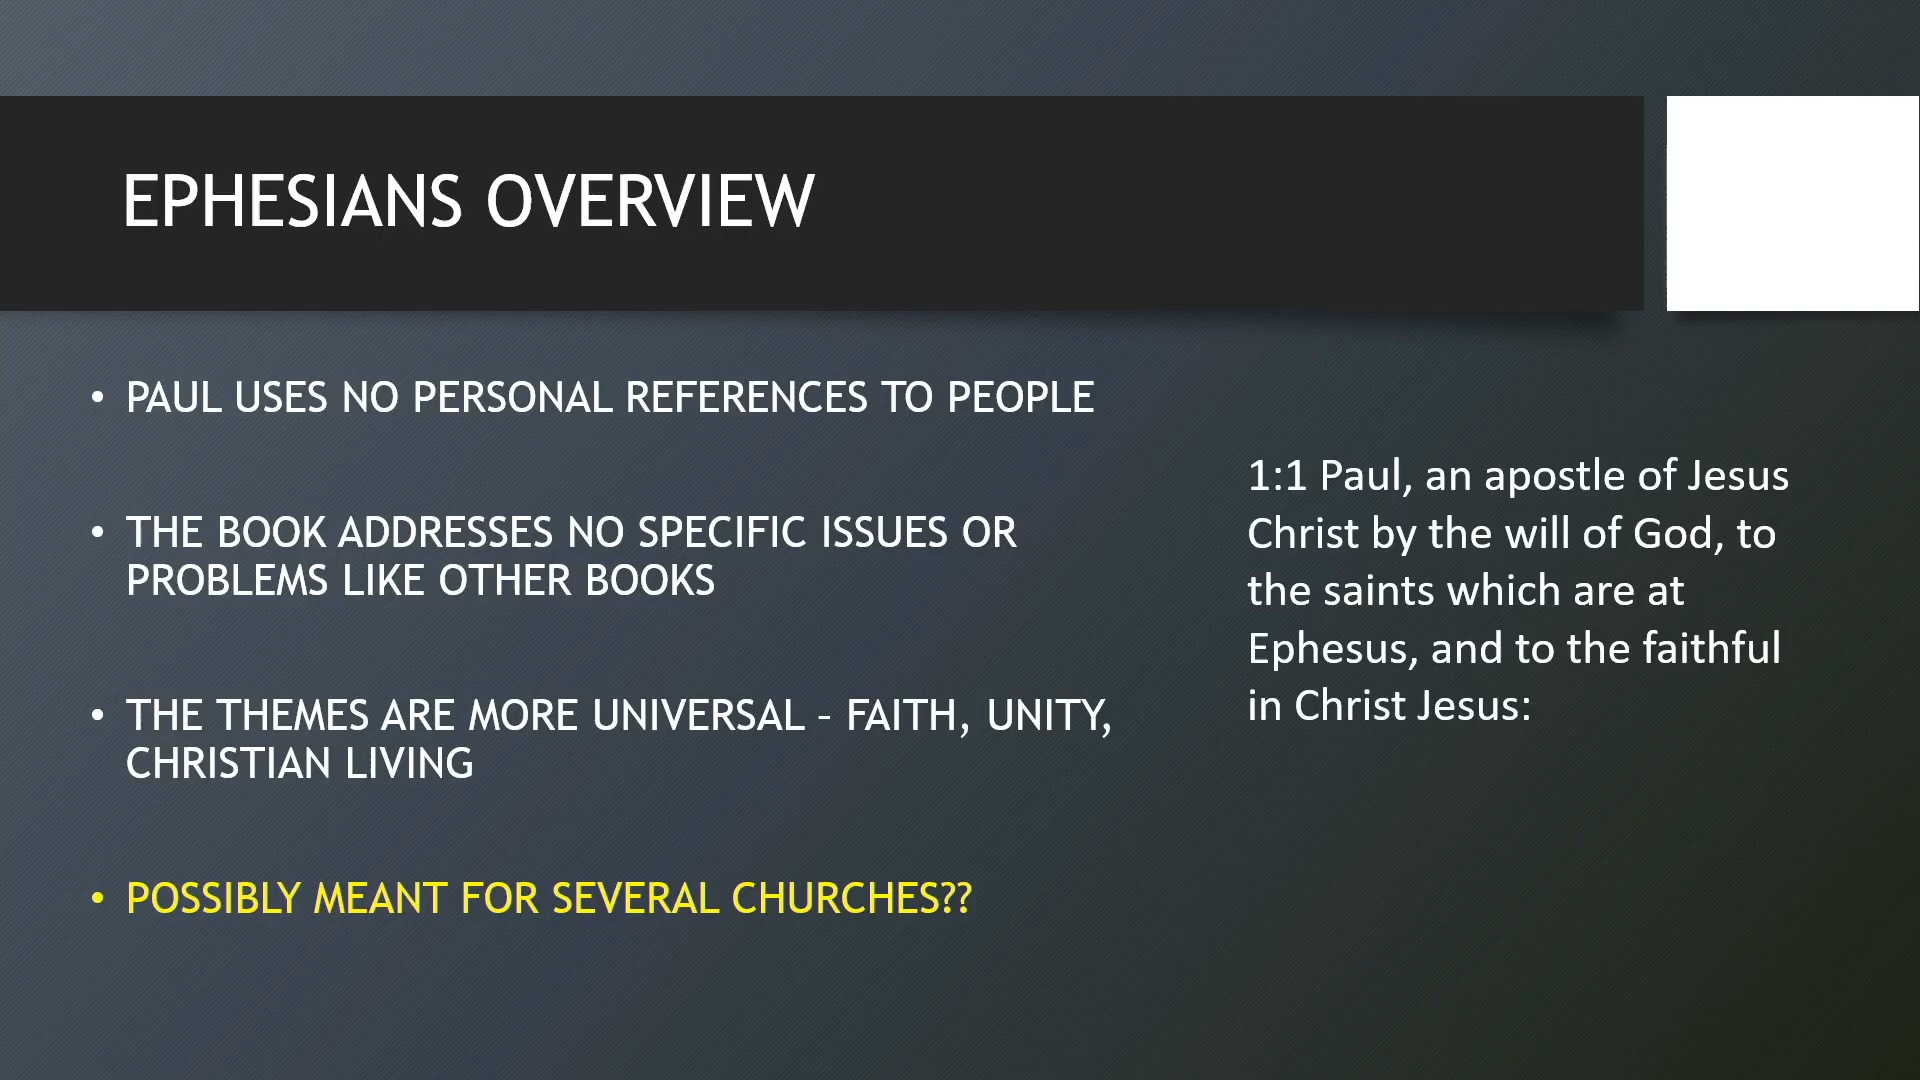 EPHESIANS OVERVIEW
• PAUL USES NO PERSONAL REFERENCES TO PEOPLE
• THE BOOK ADDRESSES NO SPECIFIC ISSUES OR
PROBLEMS LIKE OTHER BOOKS
• THE THEMES ARE MORE UNIVERSAL – FAITH, UNITY,
CHRISTIAN LIVING
• POSSIBLY MEANT FOR SEVERAL CHURCHES??
1:1 Paul, an apostle of Jesus
Christ by the will of God, to
the saints which are at
Ephesus, and to the faithful
in Christ Jesus: